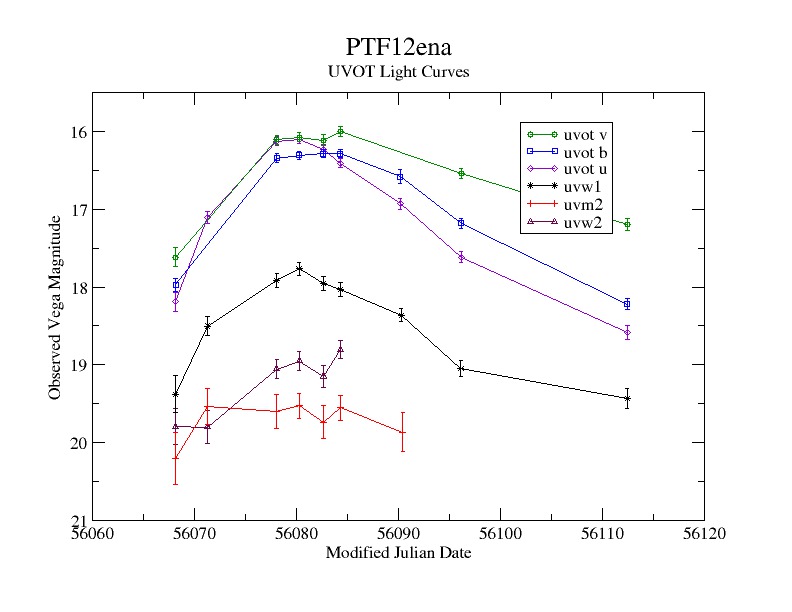 PTF12ena
UVOT Light Curves
Observed Vega Magnitude
16
17
18
19
20
21
uvot v
uvot b
uvot u
uvw1
uvm2
uvw2
56060 56070 56080 56090 56100 56110 56120
Modified Julian Date